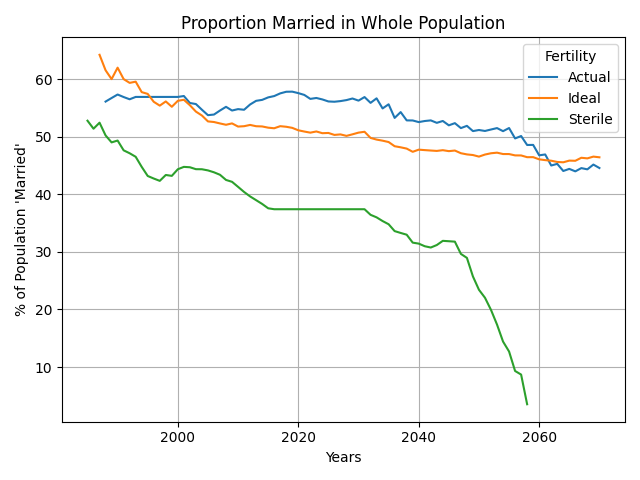 Proportion Married in Whole Population
% of Population 'Married'
60
50
40
30
20
10
Fertility
Actual
Ideal
Sterile
2000
2020
2040
2060
Years